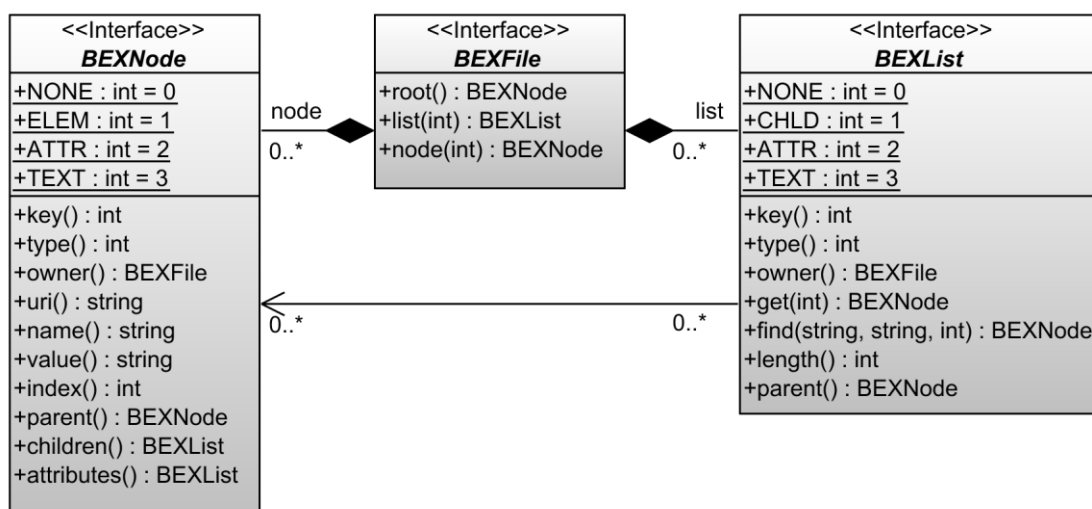 <<Interface>>
BEXNode
+NONE : int = 0
+ELEM : int = 1
+ATTR : int = 2
+TEXT : int = 3
+key() : int
+type() : int
+owner() : BEXFile
+uri() : string
+name() : string
+value() : string
+index() : int
+parent() : BEXNode
+children() : BEXList
+attributes() : BEXList
node
0..*
<<Interface>>
BEXFile
+root() : BEXNode
+list(int) : BEXList
+node(int) : BEXNode
list
0..*
<<Interface>>
BEXList
+NONE : int = 0
+CHLD : int = 1
+ATTR : int = 2
+TEXT : int = 3
+key() : int
+type() : int
+owner() : BEXFile
+get(int) : BEXNode
+find(string, string, int) : BEXNode
+length() : int
+parent() : BEXNode
0..*
0..*